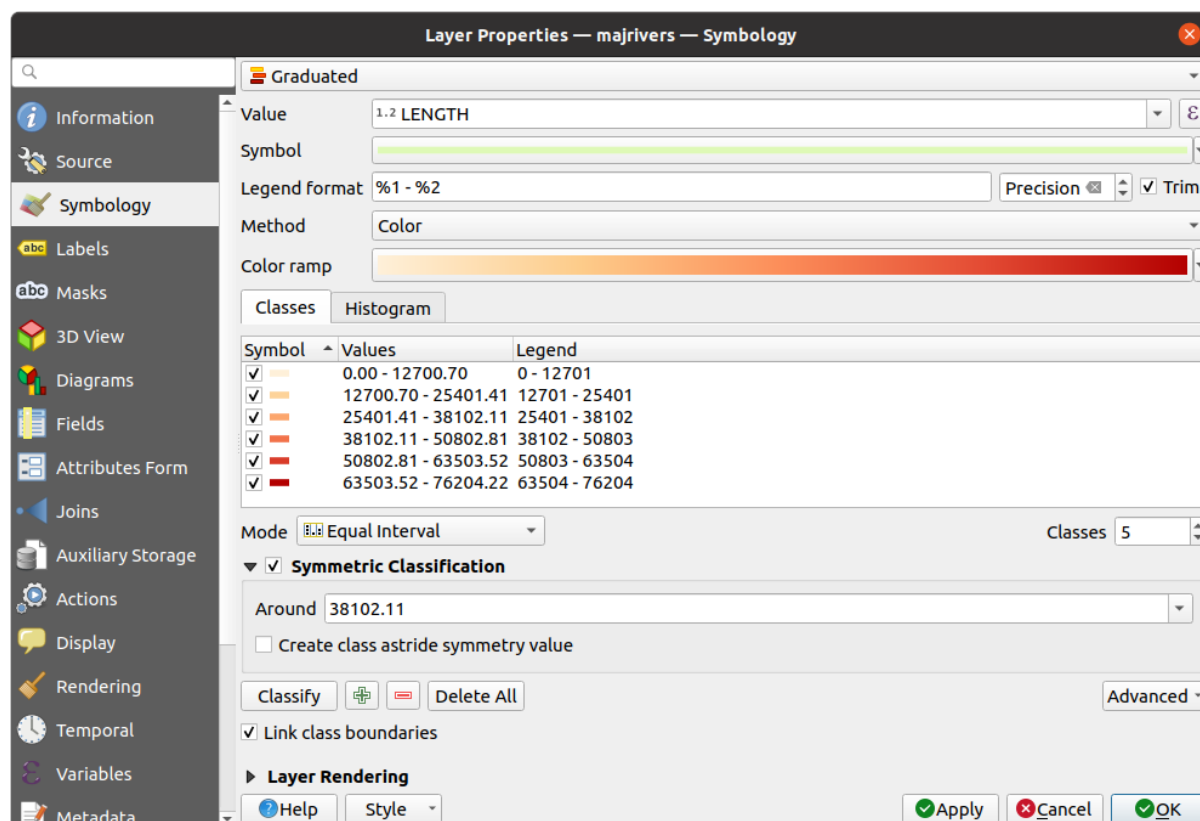 Layer Properties — majrivers — Symbology
Graduated
Information
Value 1.2 LENGTH ε
Symbol
Source
Legend format %1 - %2 Precision Trim
Symbology
Method Color
Labels
Color ramp
Masks
Classes Histogram
3D View
Symbol Values Legend
0.00 - 12700.70 0 - 12701
Diagrams
12700.70 - 25401.41 12701 - 25401
25401.41 - 38102.11 25401 - 38102
Fields
38102.11 - 50802.81 38102 - 50803
50802.81 - 63503.52 50803 - 63504
Attributes Form
63503.52 - 76204.22 63504 - 76204
Joins
Mode Equal Interval Classes 5
Auxiliary Storage
Symmetric Classification
Actions
Around 38102.11
Display
Create class astride symmetry value
Rendering
Classify Delete All Advanced
Temporal
Link class boundaries
Variables
Layer Rendering
Metadata
Help Style Apply Cancel OK
abc
abc